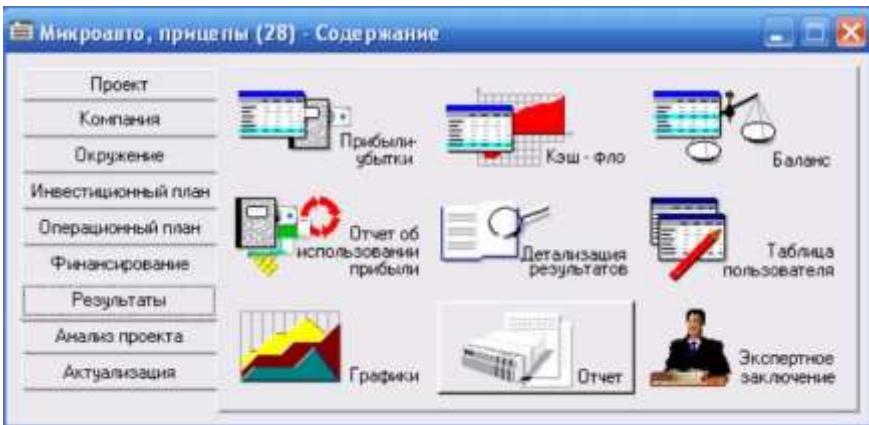 Микроавто, прицепы (28) - Содержание
Проект
Компания
Окружение
Инвестиционный план
Операционный план
Финансирование
Результаты
Анализ проекта
Актуализация
Прибыли-
убытки
Кэш - фло
Баланс
Отчет об
использовании
прибыли
Детализация
результатов
Таблица
пользователя
Графики
Отчет
Экспертное
заключение